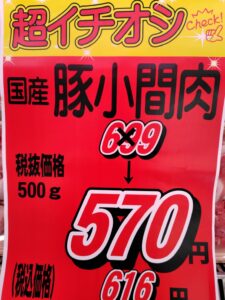 超イチオシ check!
国産 豚小間肉
699
税抜価格
500g
↓
570円
(税込価格)
616円